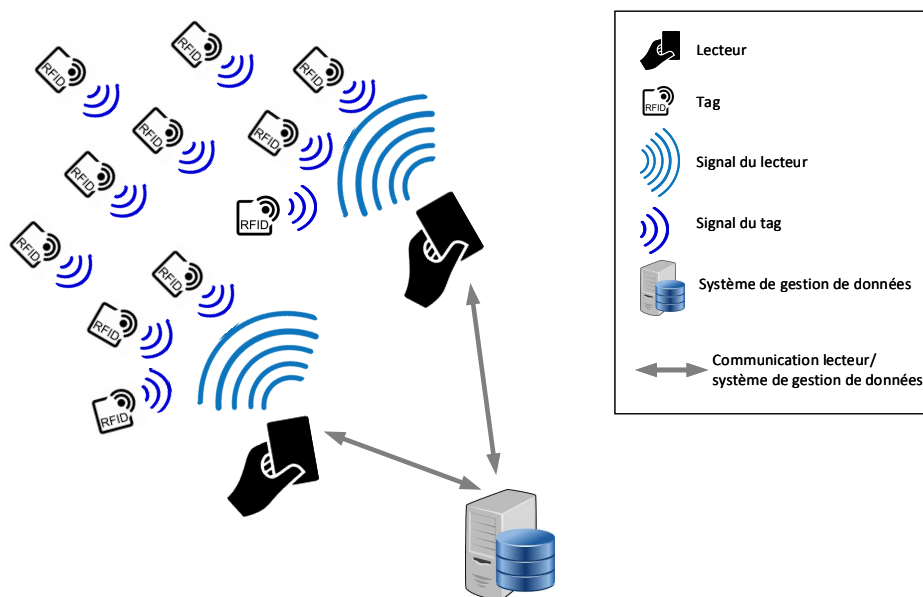 RFID
RFID
RFID
RFID
RFID
RFID
RFID
RFID
RFID
RFID
RFID
Lecteur
RFID
Tag
Signal du lecteur
Signal du tag
Système de gestion de données
Communication lecteur/
système de gestion de données